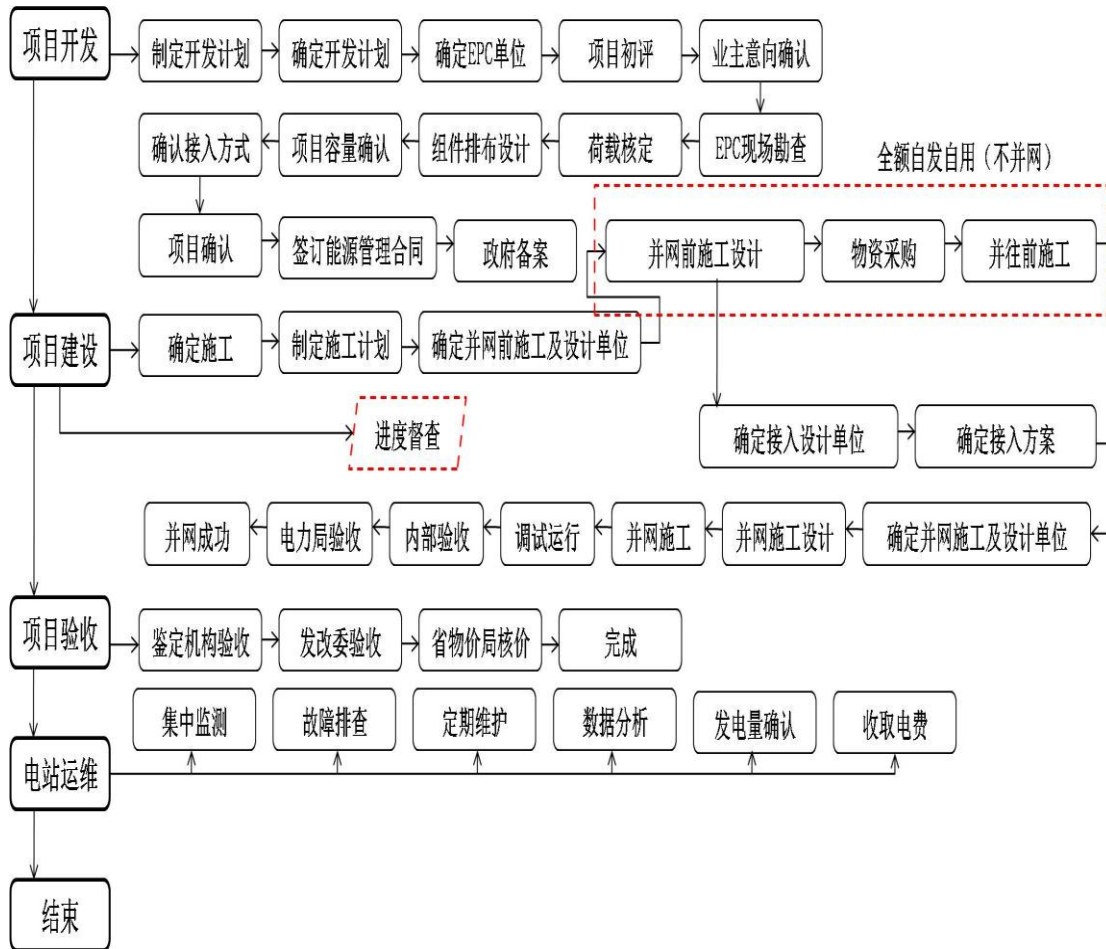 项目开发
制定开发计划
确定开发计划
确定EPC单位
项目初评
业主意向确认
确认接入方式
项目容量确认
组件排布设计
荷载核定
EPC现场勘查
全额自发自用（不并网）
项目确认
签订能源管理合同
政府备案
并网前施工设计
物资采购
并往前施工
项目建设
确定施工
制定施工计划
确定并网前施工及设计单位
进度督查
确定接入设计单位
确定接入方案
并网成功
电力局验收
内部验收
调试运行
并网施工
并网施工设计
确定并网施工及设计单位
项目验收
鉴定机构验收
发改委验收
省物价局核价
完成
集中监测
故障排查
定期维护
数据分析
发电量确认
收取电费
电站运维
结束